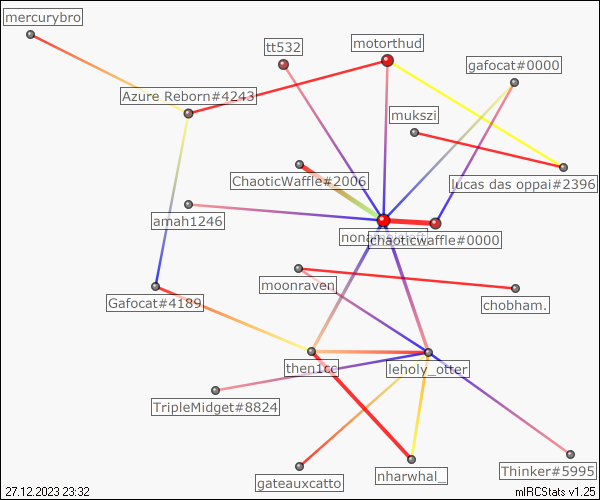 mercurybro
tt532
motorthud
gafocat#0000
Azure Reborn#4243
mukszi
ChaoticWaffle#2006
lucas das oppai#2396
amah1246
chaoticwaffle#0000
moonraven
Gafocat#4189
chobham.
then1cc
leholy_otter
TripleMidget#8824
Thinker#5995
gateauxcatto
nharwhal_
27.12.2023 23:32
mIRCStats v1.25